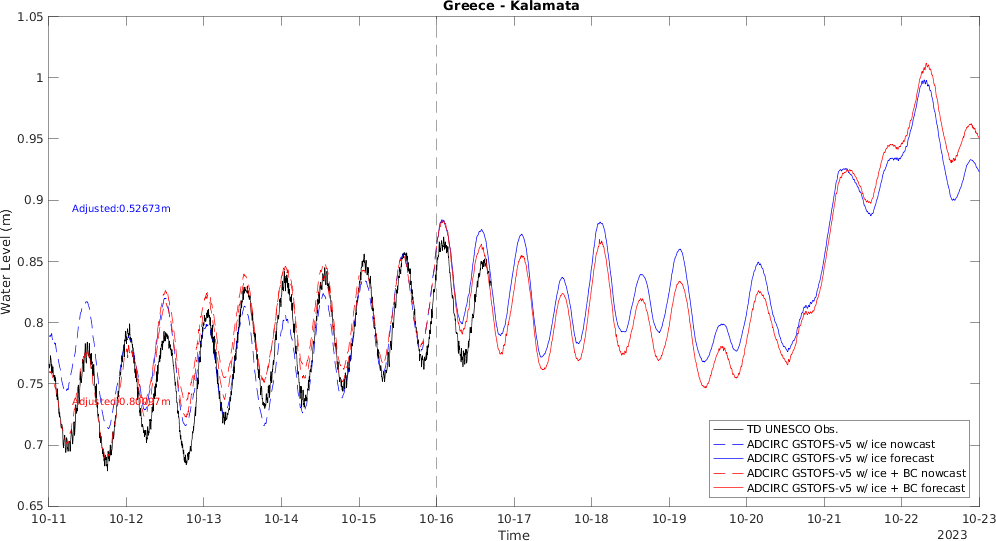 Greece - Kalamata
1.05
1
0.95
0.9
0.85
0.8
0.75
0.7
0.65
Water Level (m)
Adjusted:0.52673m
TD UNESCO Obs.
ADCIRC GSTOFS-v5 w/ ice nowcast
ADCIRC GSTOFS-v5 w/ ice forecast
ADCIRC GSTOFS-v5 w/ ice + BC nowcast
ADCIRC GSTOFS-v5 w/ ice + BC forecast
10-11 10-12 10-13 10-14 10-15 10-16 10-17 10-18 10-19 10-20 10-21 10-22 10-23
Time
2023